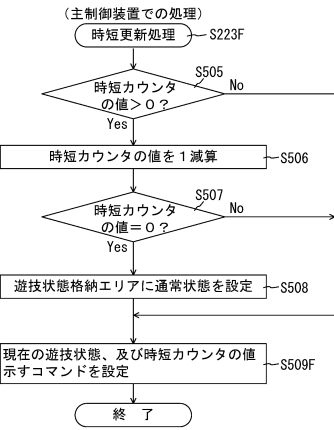 （主制御装置での処理）
時短更新処理
S223F
S505
時短カウンタ
の値＞０？
No
Yes
時短カウンタの値を１減算
S506
S507
時短カウンタ
の値＝０？
No
Yes
遊技状態格納エリアに通常状態を設定
S508
現在の遊技状態、及び時短カウンタの値
示すコマンドを設定
S509F
終 了